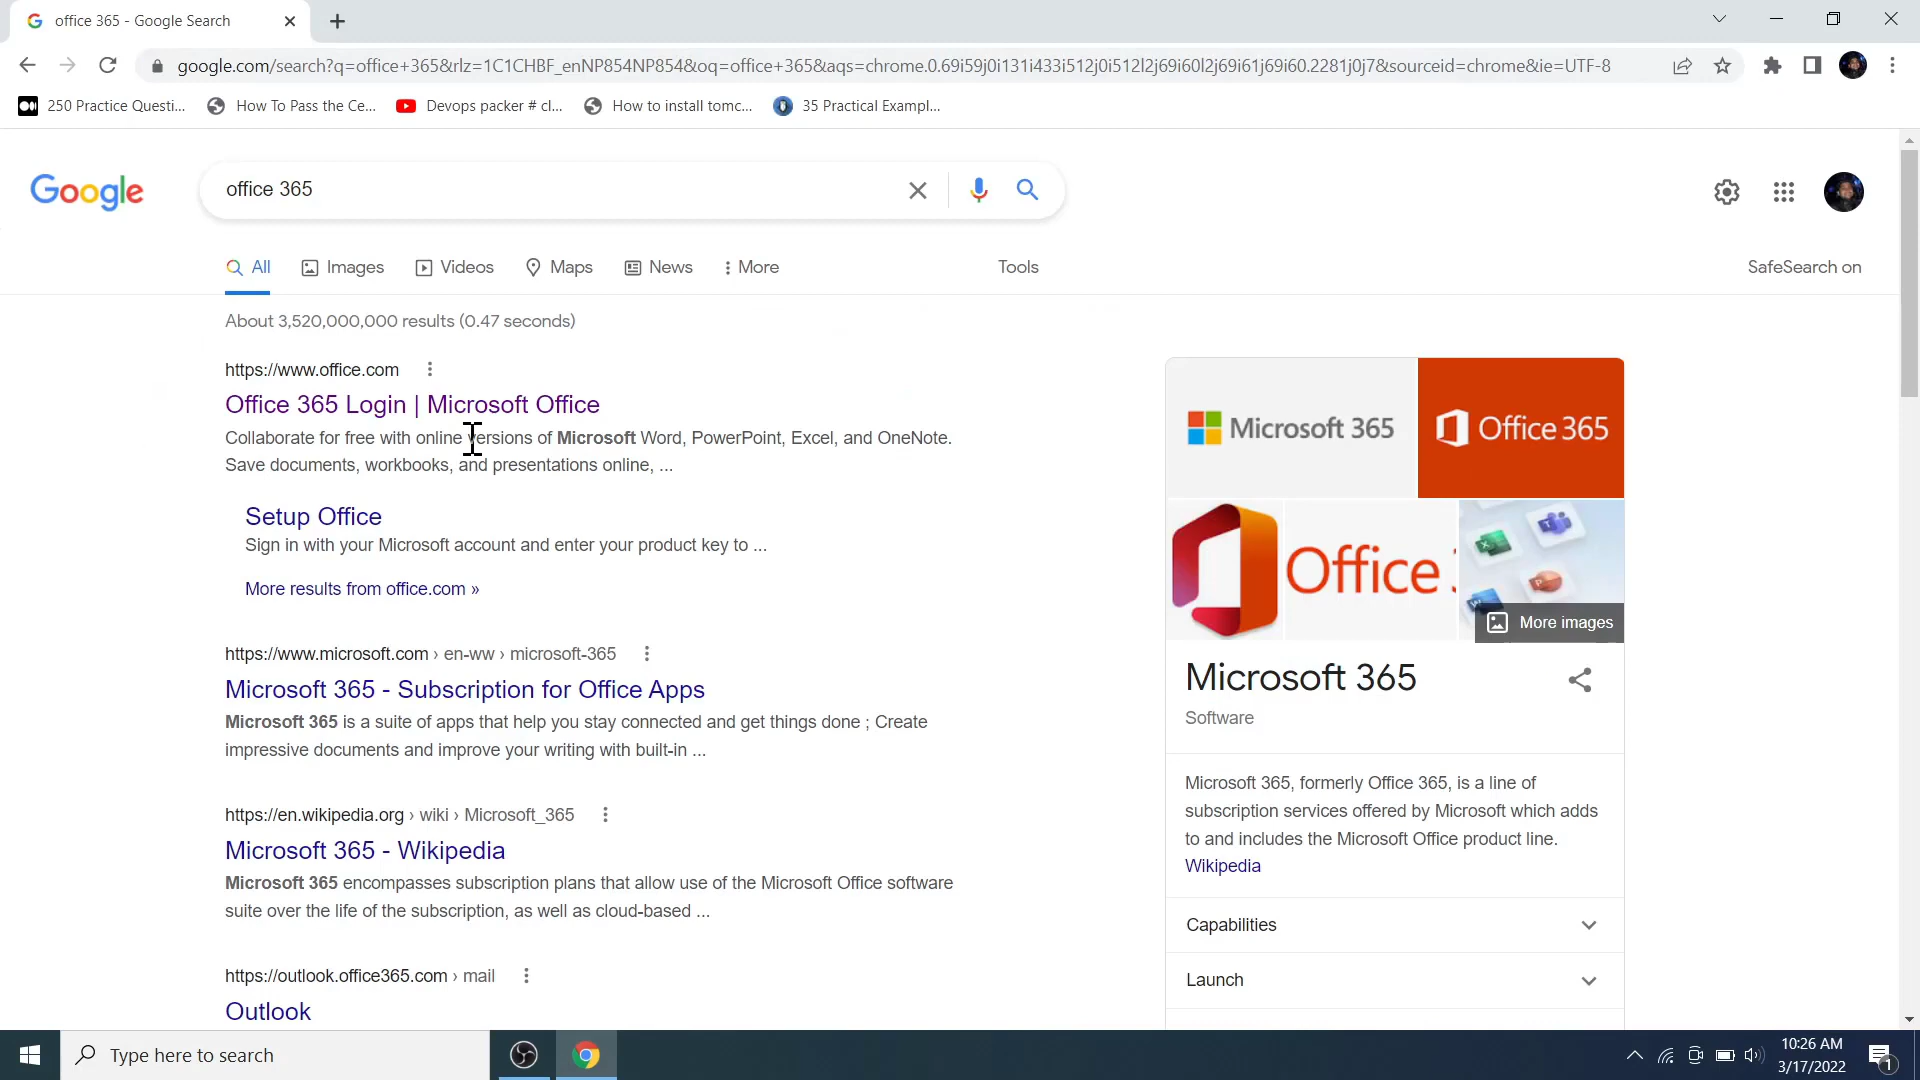 office 365 - Google Search
google.com/search?q=office+365&rlz=1C1CHBF_enNP854NP854&oq=office+365&aqs=chrome.0.69i59j0i131i433i512j0i512l2j69i60l2j69i61j69i60.2281j0j7&sourceid=chrome&ie=UTF-8
250 Practice Questi... How To Pass the Ce... Devops packer # cl... How to install tomc... 35 Practical Exampl...
Google
office 365
All Images Videos Maps News More Tools SafeSearch on
About 3,520,000,000 results (0.47 seconds)
https://www.office.com
Office 365 Login | Microsoft Office
Collaborate for free with online versions of Microsoft Word, PowerPoint, Excel, and OneNote.
Save documents, workbooks, and presentations online, ...
Setup Office
Sign in with your Microsoft account and enter your product key to ...
More results from office.com »
https://www.microsoft.com › en-ww › microsoft-365
Microsoft 365 - Subscription for Office Apps
Microsoft 365 is a suite of apps that help you stay connected and get things done ; Create
impressive documents and improve your writing with built-in ...
https://en.wikipedia.org › wiki › Microsoft_365
Microsoft 365 - Wikipedia
Microsoft 365 encompasses subscription plans that allow use of the Microsoft Office software
suite over the life of the subscription, as well as cloud-based ...
https://outlook.office365.com › mail
Outlook
Microsoft 365
Office 365
Office
More images
Microsoft 365
Software
Microsoft 365, formerly Office 365, is a line of
subscription services offered by Microsoft which adds
to and includes the Microsoft Office product line.
Wikipedia
Capabilities
Launch
Type here to search
10:26 AM
3/17/2022
1